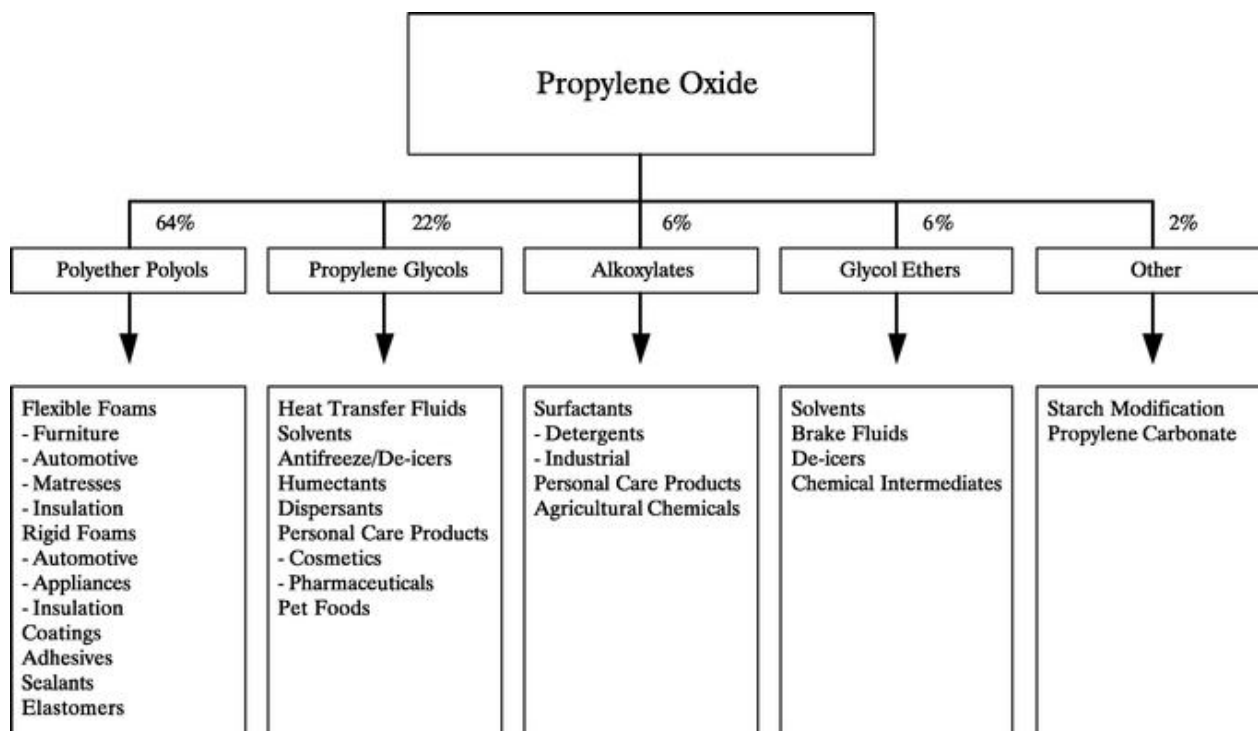 Propylene Oxide
64%
22%
6%
6%
2%
Polyether Polyols
Propylene Glycols
Alkoxylates
Glycol Ethers
Other
Flexible Foams
- Furniture
- Automotive
- Matresses
- Insulation
Rigid Foams
- Automotive
- Appliances
- Insulation
Coatings
Adhesives
Sealants
Elastomers
Heat Transfer Fluids
Solvents
Antifreeze/De-icers
Humectants
Dispersants
Personal Care Products
- Cosmetics
- Pharmaceuticals
Pet Foods
Surfactants
- Detergents
- Industrial
Personal Care Products
Agricultural Chemicals
Solvents
Brake Fluids
De-icers
Chemical Intermediates
Starch Modification
Propylene Carbonate